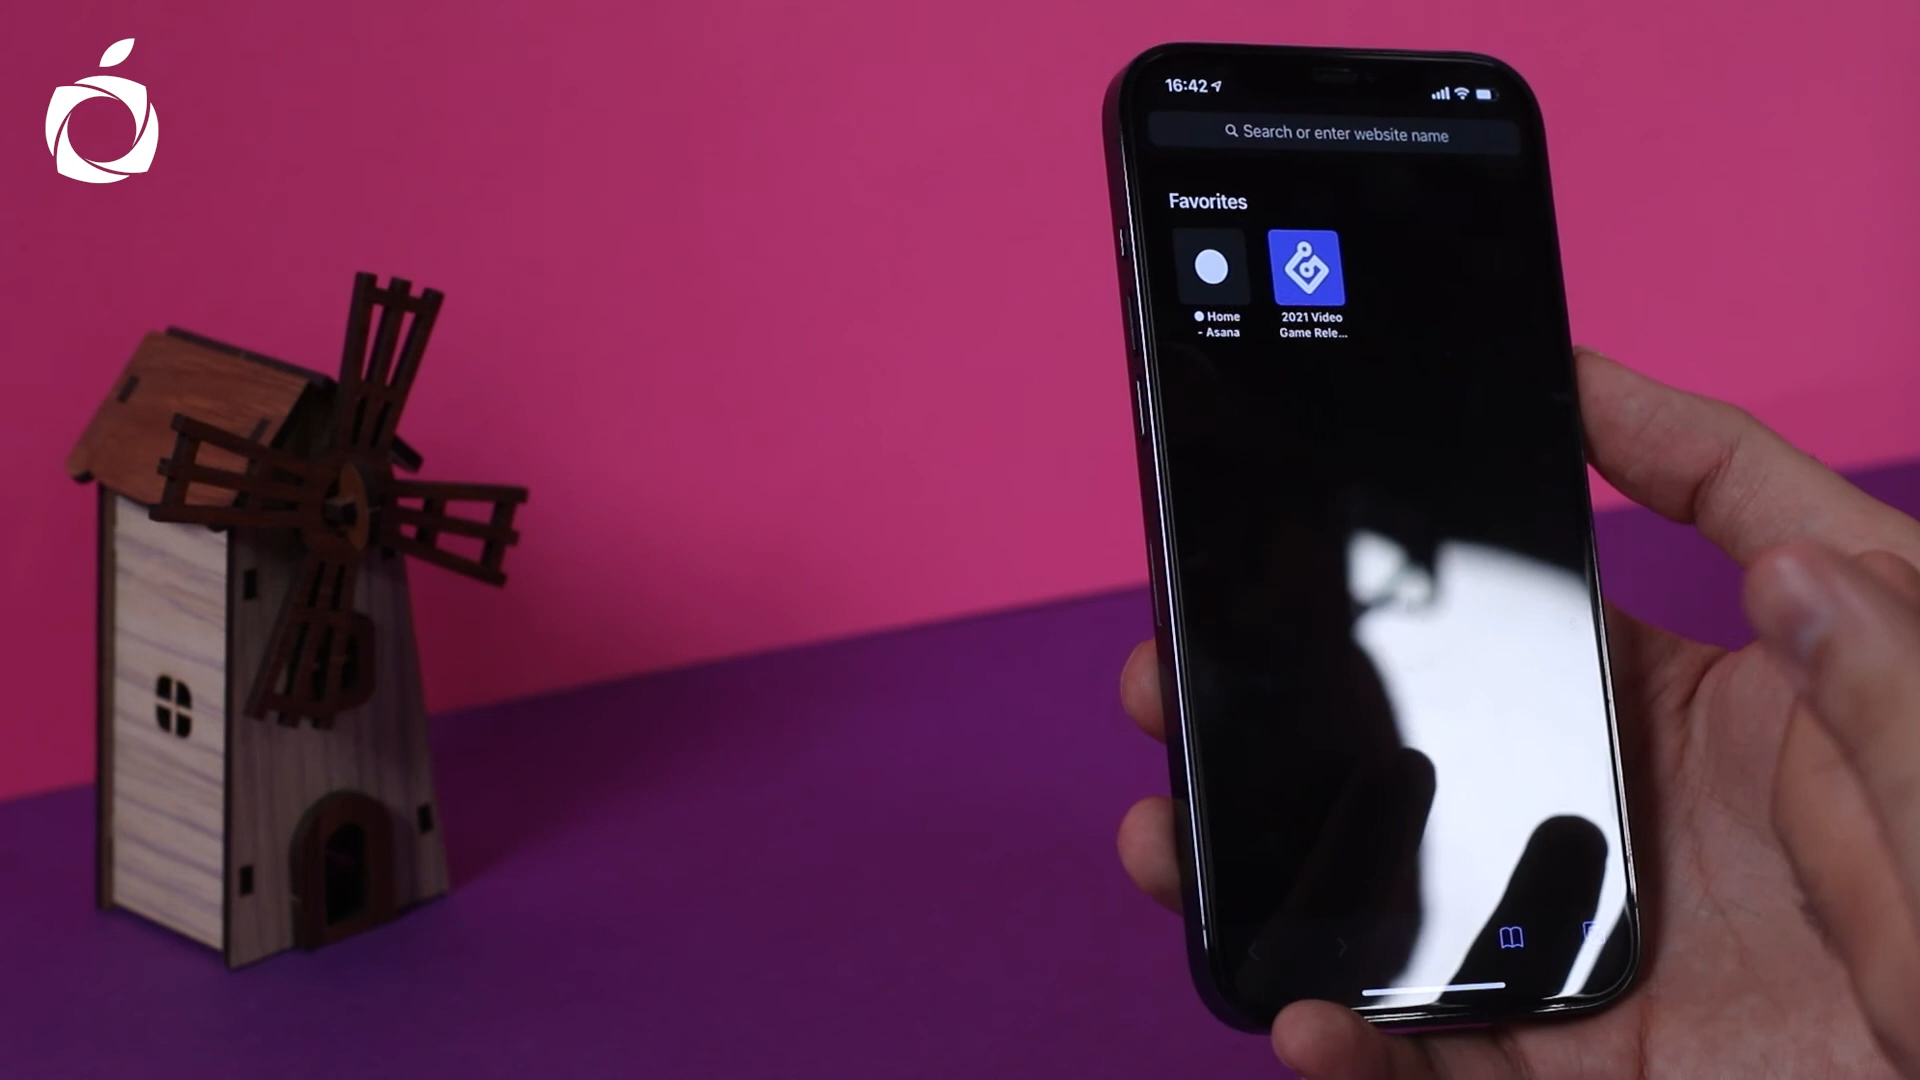 16:42
Search or enter website name
Favorites
Home
- Asana
2021 Video
Game Rele...